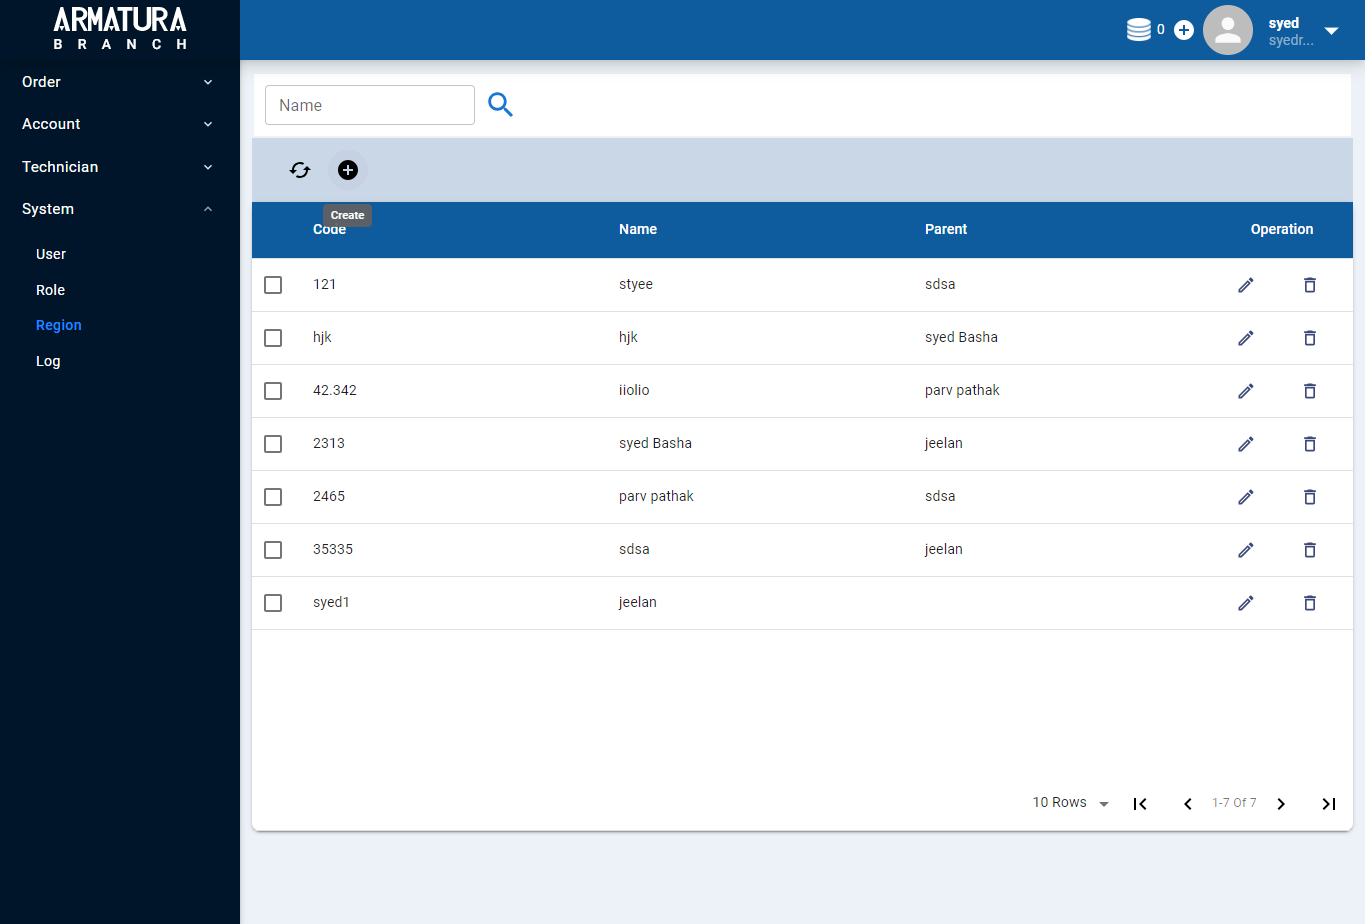 ARMATURA
BRANCH
0
syed
syedr...
Order
Account
Technician
System
User
Role
Region
Log
Name
Create
Code Name Parent Operation
121 styee sdsa
hjk hjk syed Basha
42.342 iiolio parv pathak
2313 syed Basha jeelan
2465 parv pathak sdsa
35335 sdsa jeelan
syed1 jeelan
10 Rows 1-7 Of 7